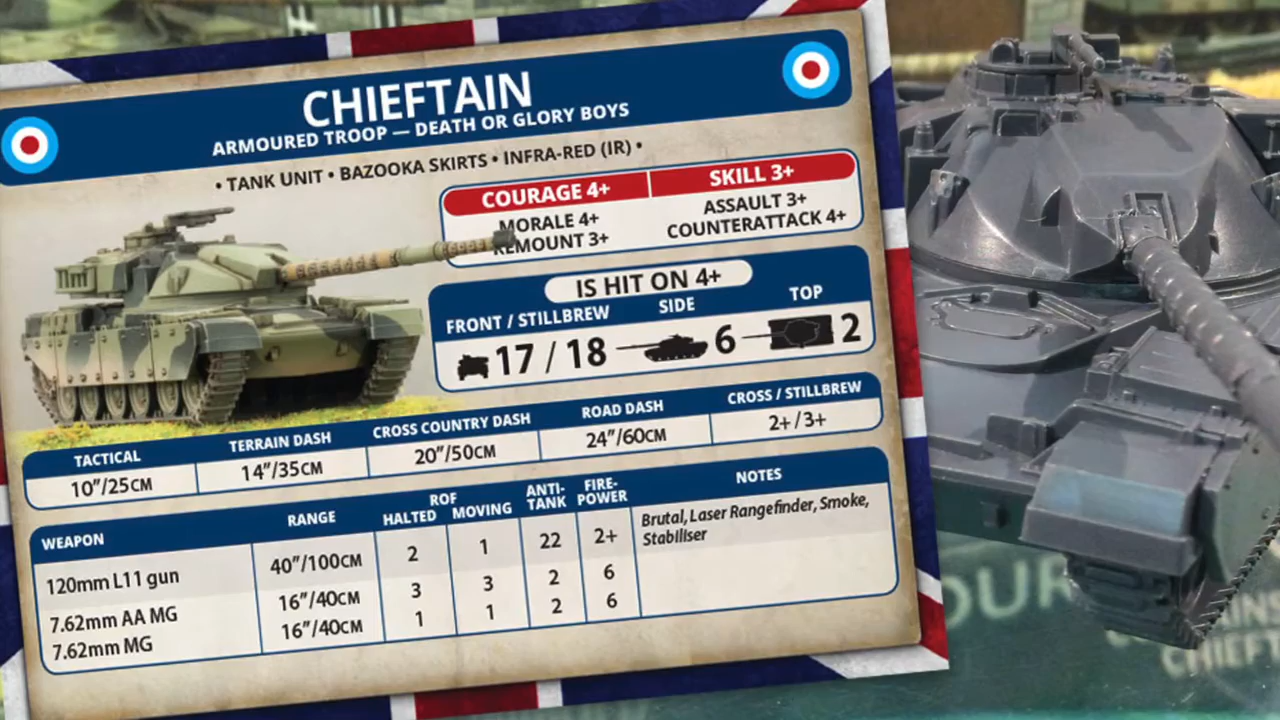 CHIEFTAIN
ARMOURED TROOP — DEATH OR GLORY BOYS
• TANK UNIT • BAZOOKA SKIRTS • INFRA-RED (IR) •
COURAGE 4+
MORALE 4+
REMOUNT 3+
SKILL 3+
ASSAULT 3+
COUNTERATTACK 4+
IS HIT ON 4+
FRONT / STILLBREW SIDE TOP
17 / 18 6 2
TACTICAL TERRAIN DASH CROSS COUNTRY DASH ROAD DASH CROSS / STILLBREW
10”/25CM 14”/35CM 20”/50CM 24”/60CM 2+ / 3+
WEAPON RANGE ROF HALTED MOVING ANTI-TANK FIRE-POWER NOTES
120mm L11 gun 40”/100CM 2 1 22 2+ Brutal, Laser Rangefinder, Smoke,
Stabiliser
7.62mm AA MG 16”/40CM 3 3 2 6
7.62mm MG 16”/40CM 1 1 2 6